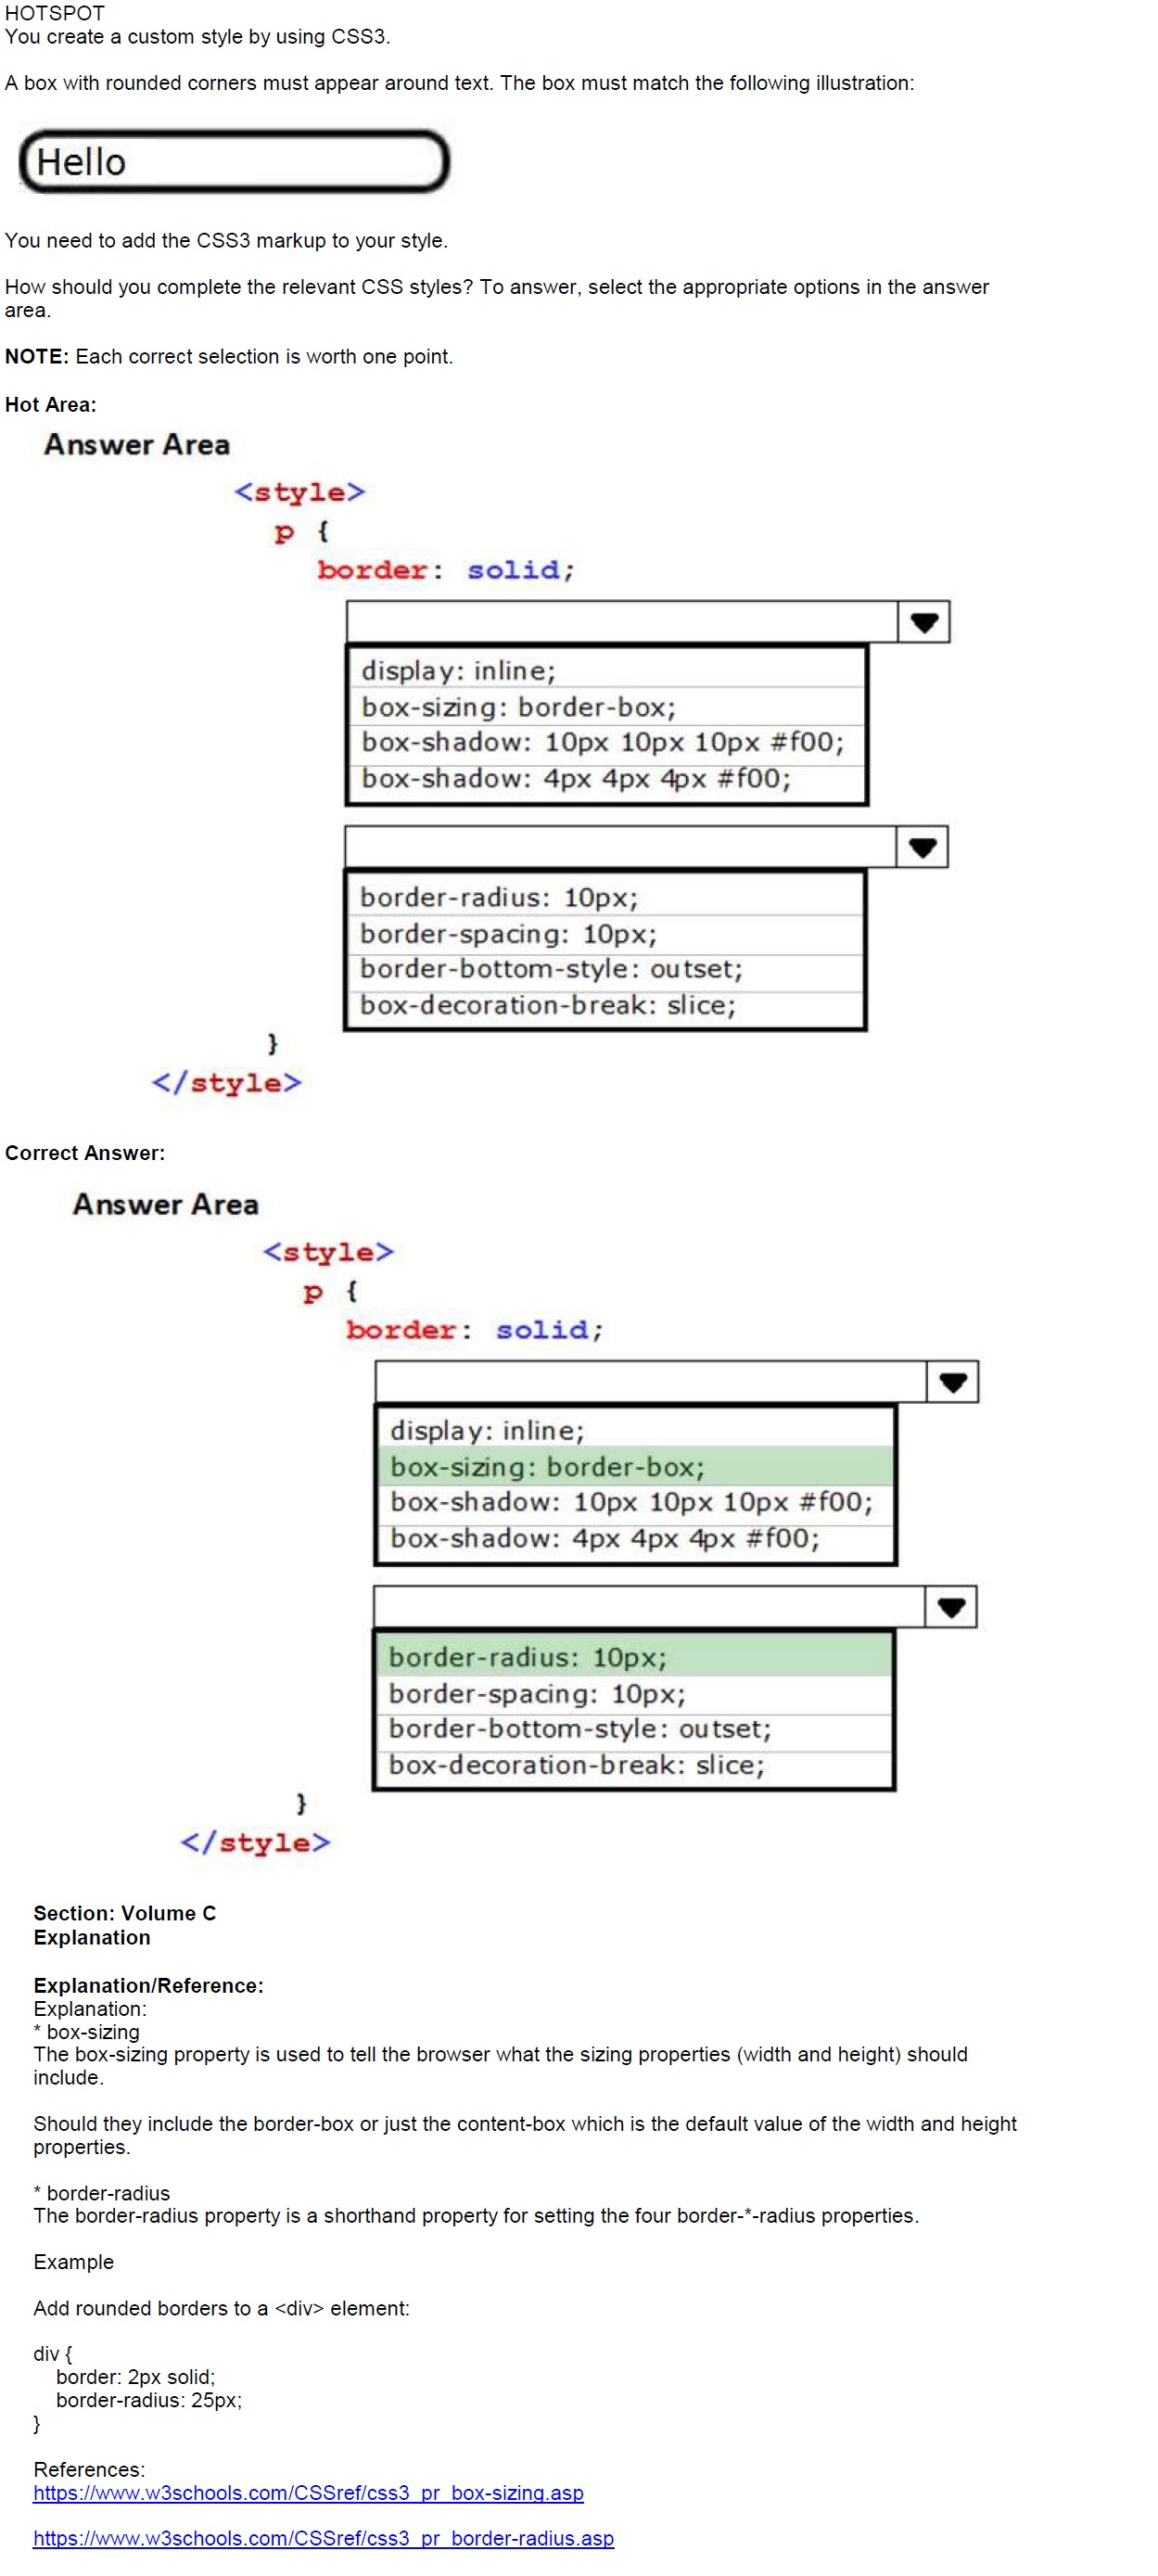 HOTSPOT
You create a custom style by using CSS3.
A box with rounded corners must appear around text. The box must match the following illustration:
Hello
You need to add the CSS3 markup to your style.
How should you complete the relevant CSS styles? To answer, select the appropriate options in the answer
area.
NOTE: Each correct selection is worth one point.
Hot Area:
Answer Area
<style>
p {
border: solid;
display: inline;
box-sizing: border-box;
box-shadow: 10px 10px 10px #f00;
box-shadow: 4px 4px 4px #f00;
border-radius: 10px;
border-spacing: 10px;
border-bottom-style: outset;
box-decoration-break: slice;
}
</style>
Correct Answer:
Answer Area
<style>
p {
border: solid;
display: inline;
box-sizing: border-box;
box-shadow: 10px 10px 10px #f00;
box-shadow: 4px 4px 4px #f00;
border-radius: 10px;
border-spacing: 10px;
border-bottom-style: outset;
box-decoration-break: slice;
}
</style>
Section: Volume C
Explanation
Explanation/Reference:
Explanation:
* box-sizing
The box-sizing property is used to tell the browser what the sizing properties (width and height) should
include.
Should they include the border-box or just the content-box which is the default value of the width and height
properties.
* border-radius
The border-radius property is a shorthand property for setting the four border-*-radius properties.
Example
Add rounded borders to a <div> element:
div {
border: 2px solid;
border-radius: 25px;
}
References:
https://www.w3schools.com/CSSref/css3_pr_box-sizing.asp
https://www.w3schools.com/CSSref/css3_pr_border-radius.asp